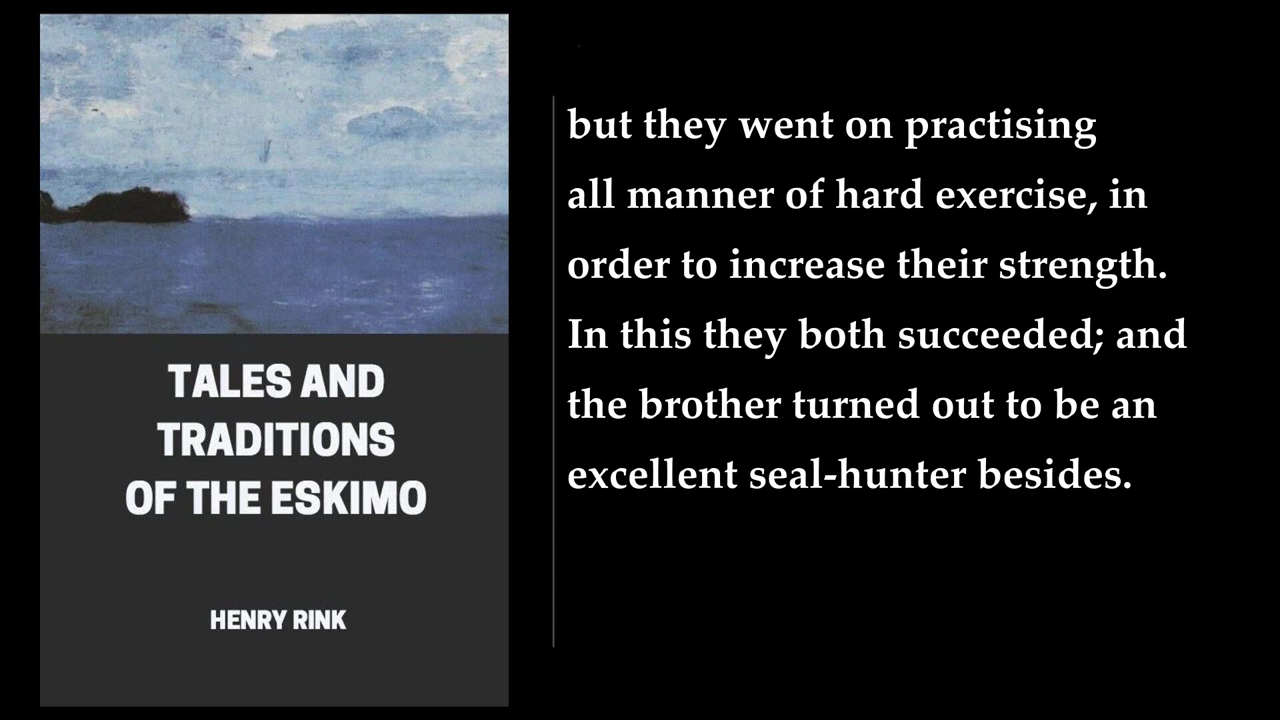 TALES AND
TRADITIONS
OF THE ESKIMO
HENRY RINK
but they went on practising
all manner of hard exercise, in
order to increase their strength.
In this they both succeeded; and
the brother turned out to be an
excellent seal-hunter besides.